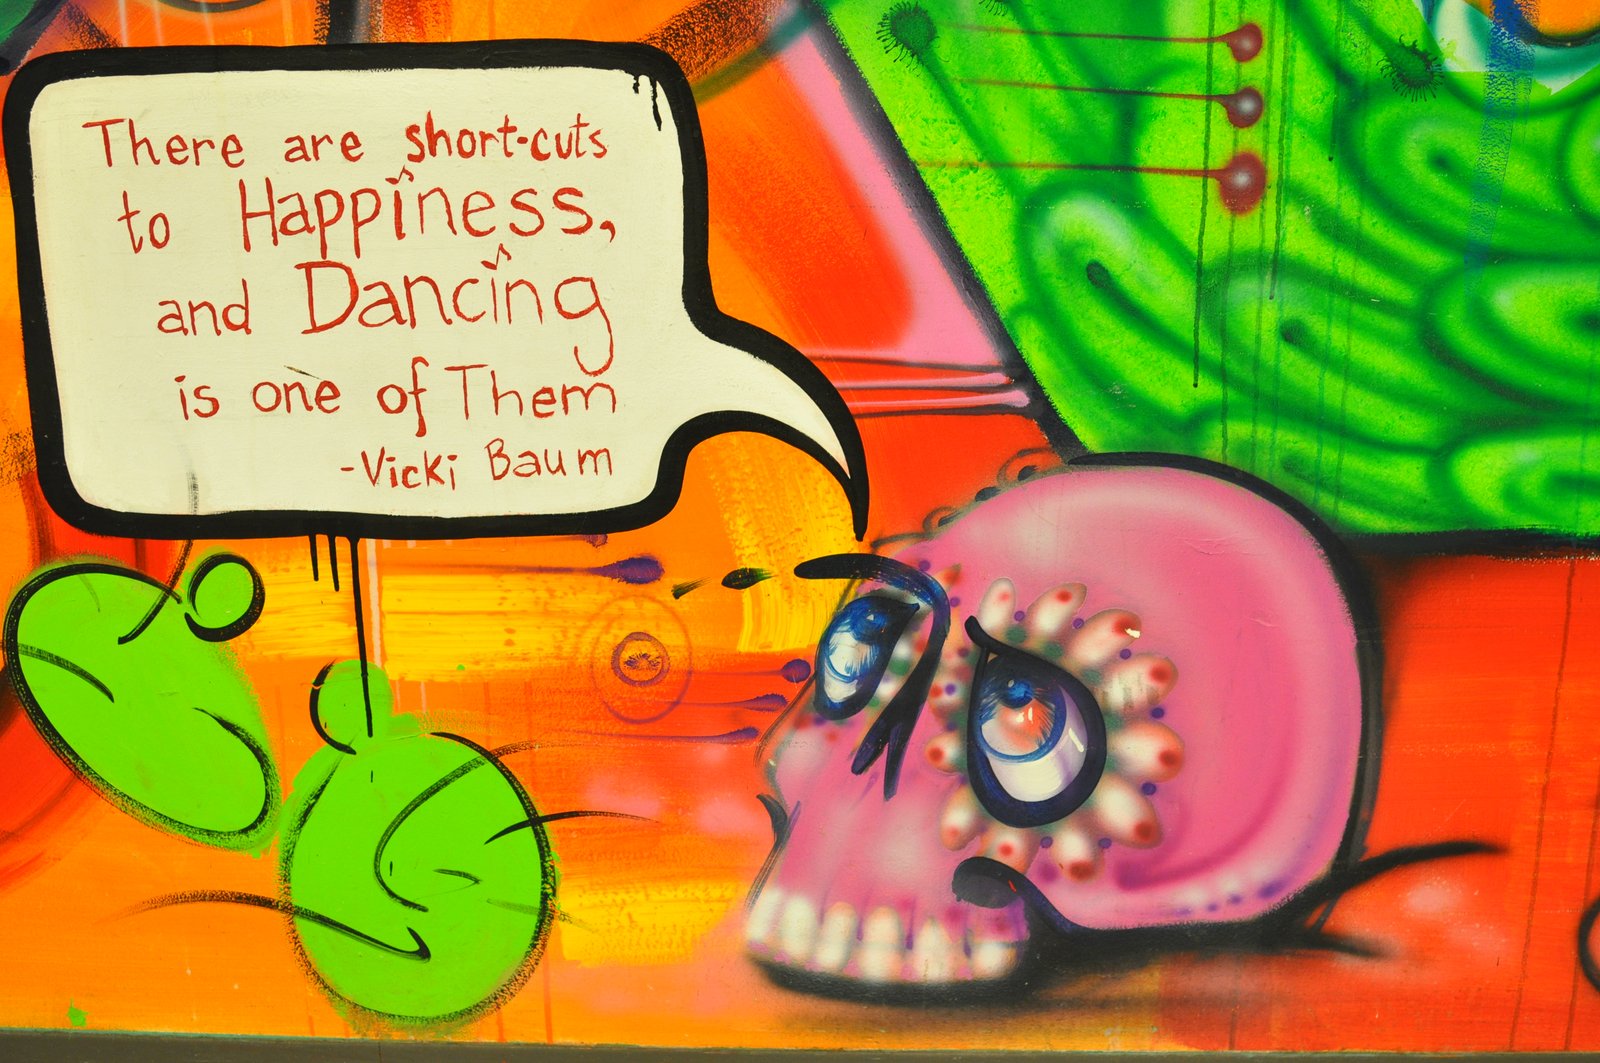 There are short-cuts
to Happiness,
and Dancing
is one of Them
-Vicki Baum